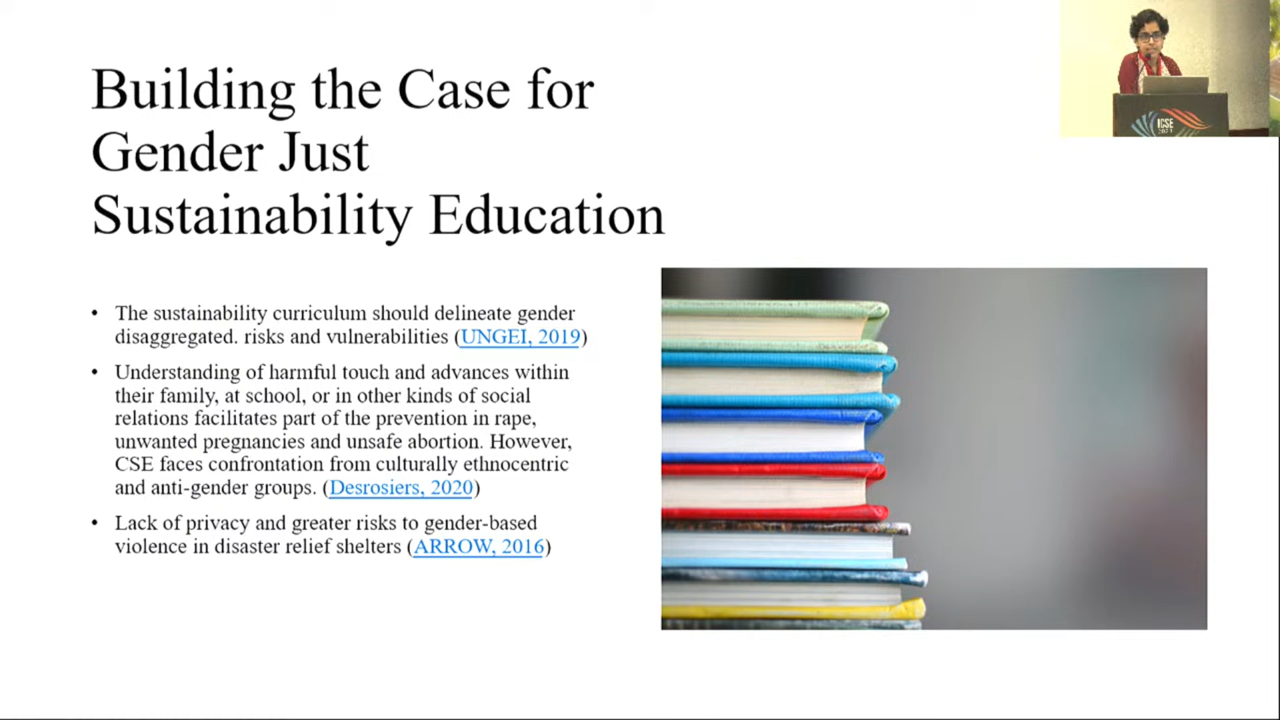 Building the Case for
Gender Just
Sustainability Education
• The sustainability curriculum should delineate gender
disaggregated. risks and vulnerabilities (UNGEI, 2019)
• Understanding of harmful touch and advances within
their family, at school, or in other kinds of social
relations facilitates part of the prevention in rape,
unwanted pregnancies and unsafe abortion. However,
CSE faces confrontation from culturally ethnocentric
and anti-gender groups. (Desrosiers, 2020)
• Lack of privacy and greater risks to gender-based
violence in disaster relief shelters (ARROW, 2016)
ICSE